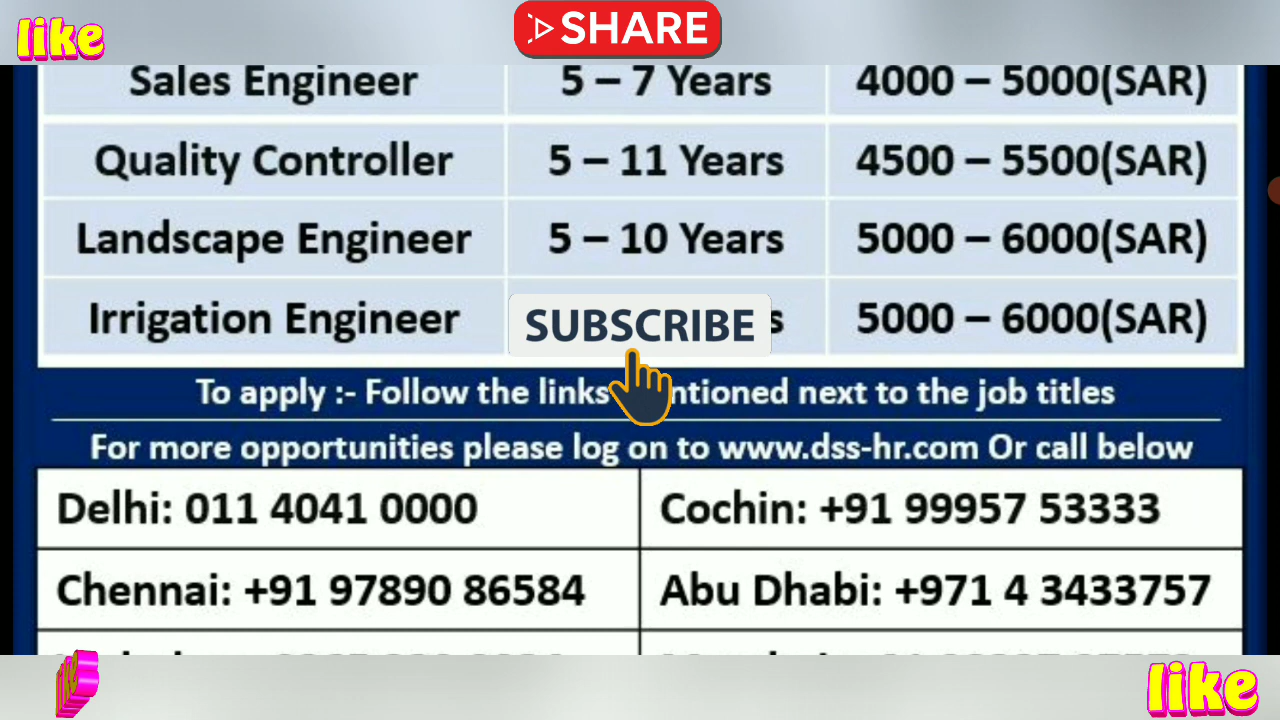 like
SHARE
Sales Engineer 5 – 7 Years 4000 – 5000(SAR)
Quality Controller 5 – 11 Years 4500 – 5500(SAR)
Landscape Engineer 5 – 10 Years 5000 – 6000(SAR)
Irrigation Engineer 5000 – 6000(SAR)
SUBSCRIBE
To apply :- Follow the links next to the job titles
For more opportunities please log on to www.dss-hr.com Or call below
Delhi: 011 4041 0000 Cochin: +91 99957 53333
Chennai: +91 97890 86584 Abu Dhabi: +971 4 3433757
like
like